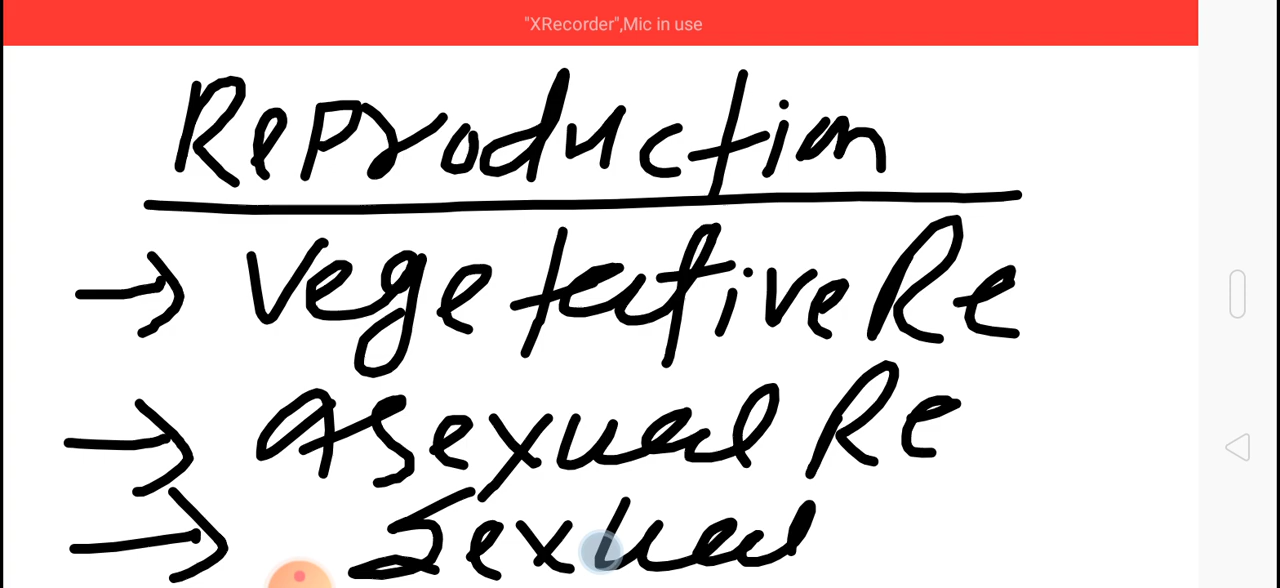 "XRecorder",Mic in use
Reproduction
→ Vegetative Re
→ Asexual Re
→ Sexual